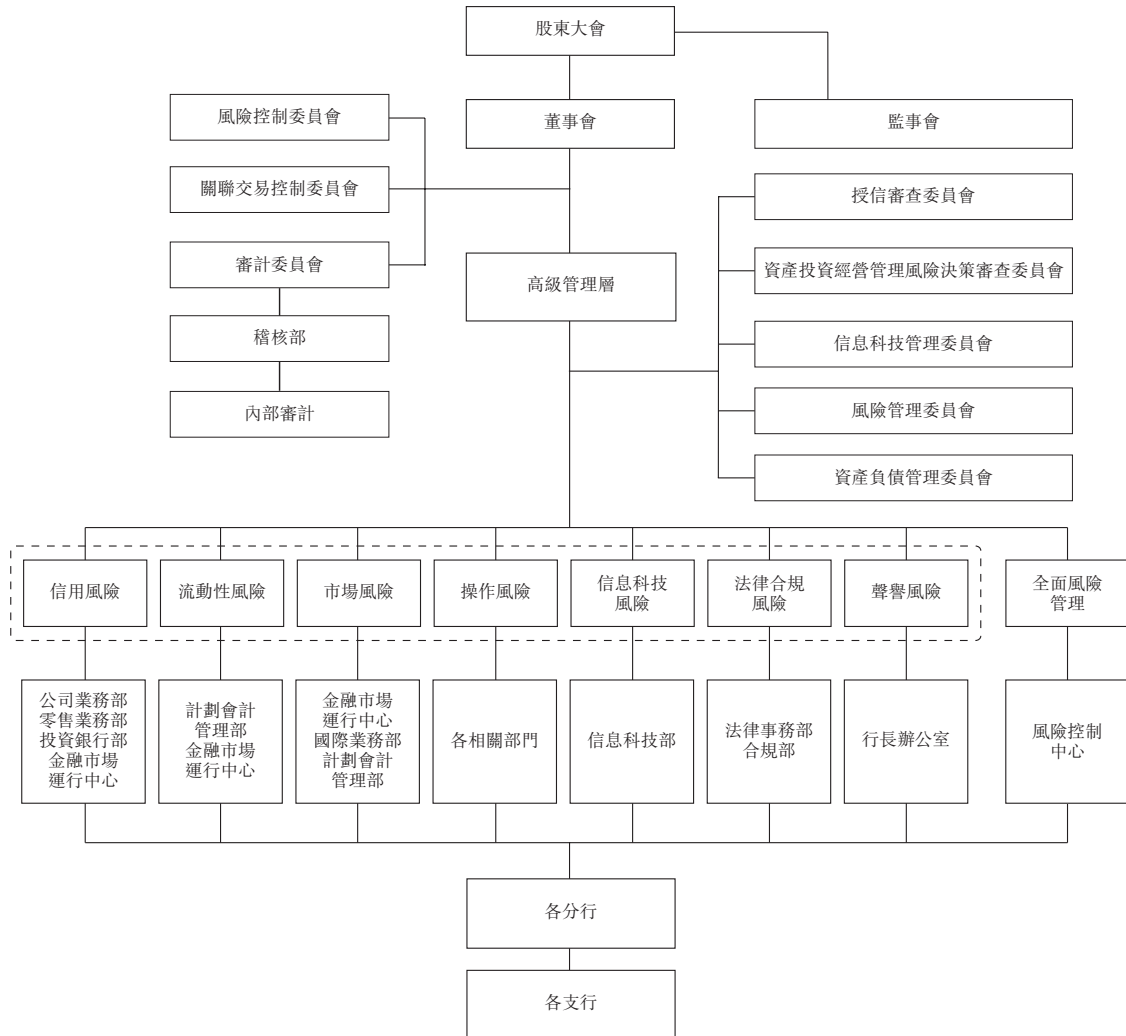 股東大會
風險控制委員會
董事會
監事會
關聯交易控制委員會
授信審查委員會
審計委員會
高級管理層
資產投資經營管理風險決策審查委員會
稽核部
信息科技管理委員會
內部審計
風險管理委員會
資產負債管理委員會
信用風險
流動性風險
市場風險
操作風險
信息科技
風險
法律合規
風險
聲譽風險
全面風險
管理
公司業務部
零售業務部
投資銀行部
金融市場
運行中心
計劃會計
管理部
金融市場
運行中心
金融市場
運行中心
國際業務部
計劃會計
管理部
各相關部門
信息科技部
法律事務部
合規部
行長辦公室
風險控制
中心
各分行
各支行